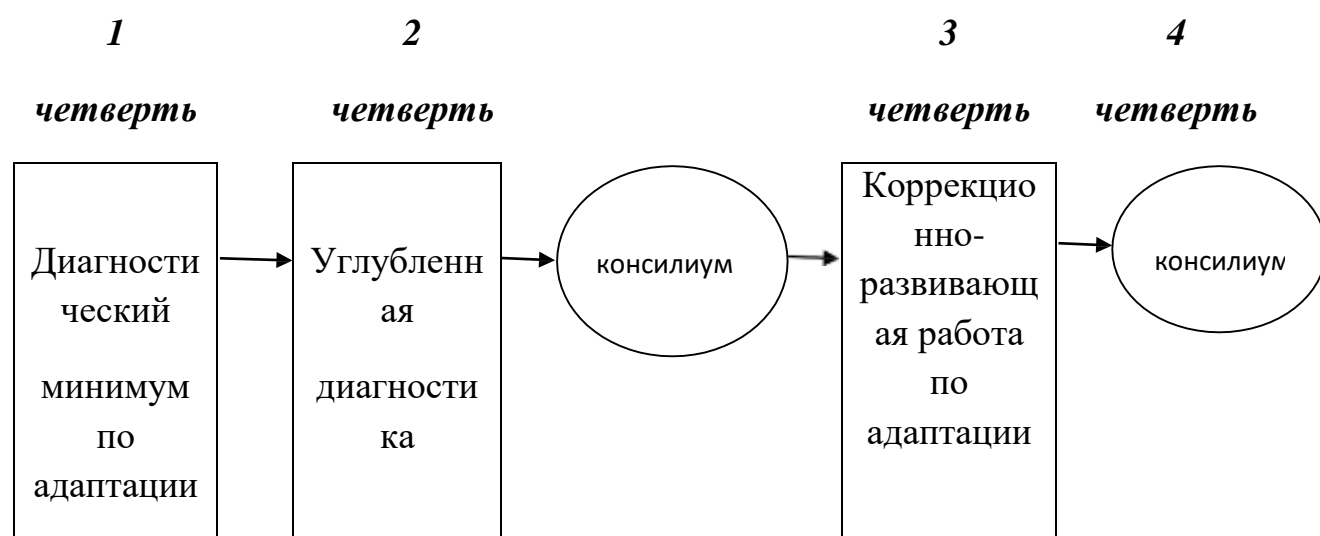 1
четверть
2
четверть
3
четверть
4
четверть
Диагности
ческий
минимум
по
адаптации
Углубленн
ая
диагности
ка
консилиум
Коррекцио
нно-
развивающ
ая работа
по
адаптации
консилиум